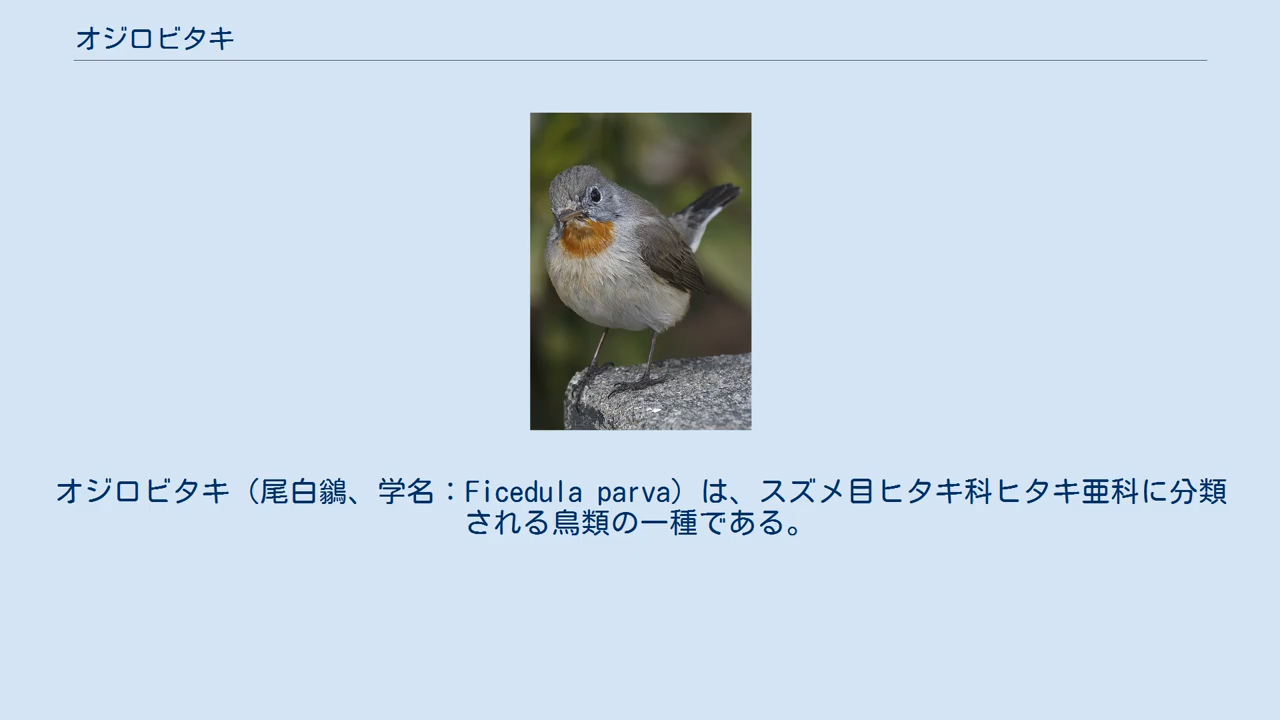 オジロビタキ
オジロビタキ（尾白鶲、学名：Ficedula parva）は、スズメ目ヒタキ科ヒタキ亜科に分類
される鳥類の一種である。